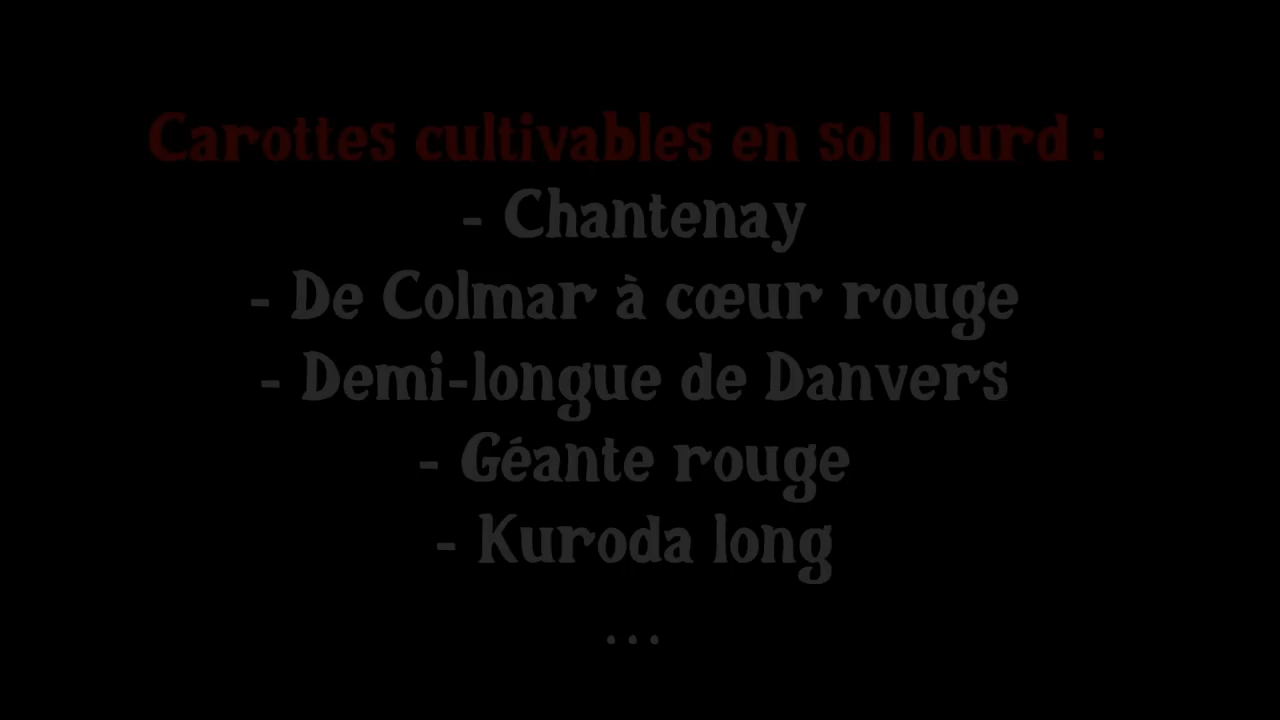 Carottes cultivables en sol lourd :
- Chantenay
- De Colmar à cœur rouge
- Demi-longue de Danvers
- Géante rouge
- Kuroda long
...